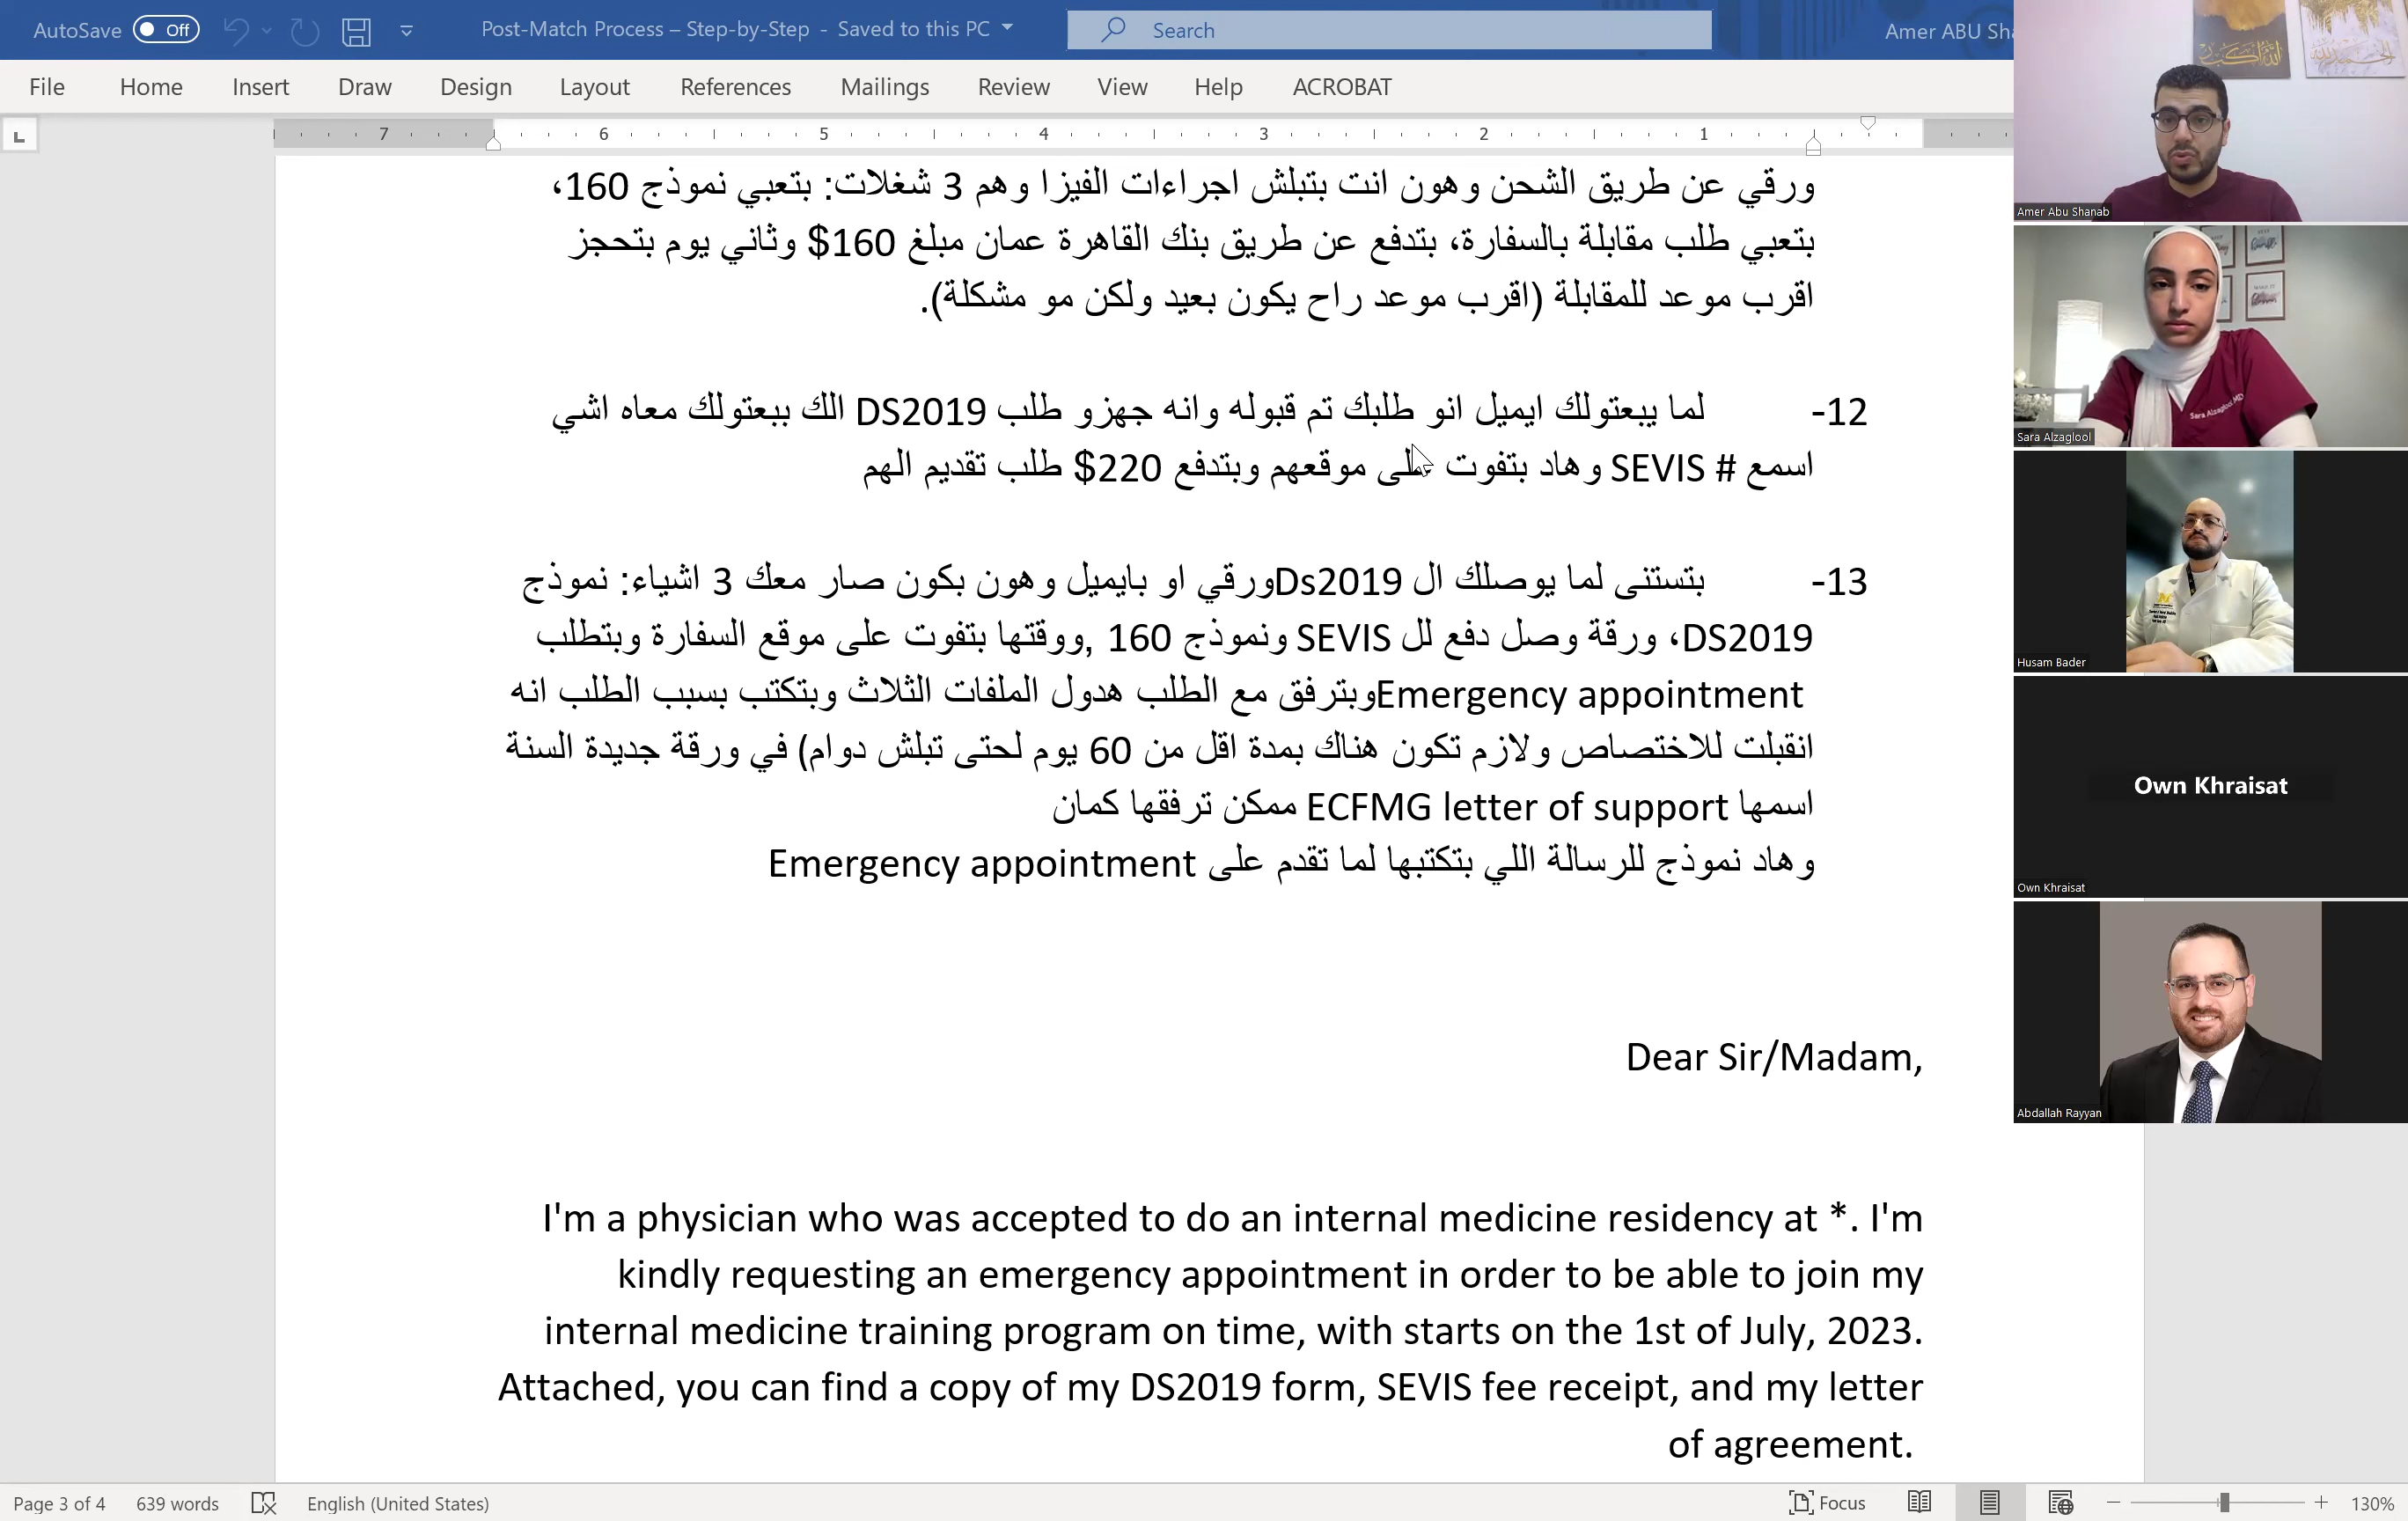 AutoSave Off Post-Match Process – Step-by-Step - Saved to this PC Search Amer ABU Sha
File Home Insert Draw Design Layout References Mailings Review View Help ACROBAT
7 6 5 4 3 2 1
ورقي عن طريق الشحن وهون انت بتبلش اجراءات الفيزا وهم 3 شغلات: بتعبي نموذج 160،
بتعبي طلب مقابلة بالسفارة، بتدفع عن طريق بنك القاهرة عمان مبلغ 160$ وثاني يوم بتحجز
اقرب موعد للمقابلة (اقرب موعد راح يكون بعيد ولكن مو مشكلة).
12- لما يبعتولك ايميل انو طلبك تم قبوله وانه جهزو طلب DS2019 الك ببعتولك معاه اشي
اسمع # SEVIS وهاد بتفوت على موقعهم وبتدفع 220$ طلب تقديم الهم
13- بتستنى لما يوصلك ال Ds2019ورقي او بايميل وهون بكون صار معك 3 اشياء: نموذج
DS2019، ورقة وصل دفع لل SEVIS ونموذج 160 ,ووقتها بتفوت على موقع السفارة وبتطلب
Emergency appointmentوبترفق مع الطلب هدول الملفات الثلاث وبتكتب بسبب الطلب انه
انقبلت للاختصاص ولازم تكون هناك بمدة اقل من 60 يوم لحتى تبلش دوام) في ورقة جديدة السنة
اسمها ECFMG letter of support ممكن ترفقها كمان
وهاد نموذج للرسالة اللي بتكتبها لما تقدم على Emergency appointment
Dear Sir/Madam,
I'm a physician who was accepted to do an internal medicine residency at *. I'm
kindly requesting an emergency appointment in order to be able to join my
internal medicine training program on time, with starts on the 1st of July, 2023.
Attached, you can find a copy of my DS2019 form, SEVIS fee receipt, and my letter
of agreement.
Amer Abu Shanab
Sara Alzaglool MD
Sara Alzaglool
Husam Bader
Own Khraisat
Own Khraisat
Abdallah Rayyan
Page 3 of 4 639 words English (United States) Focus 130%